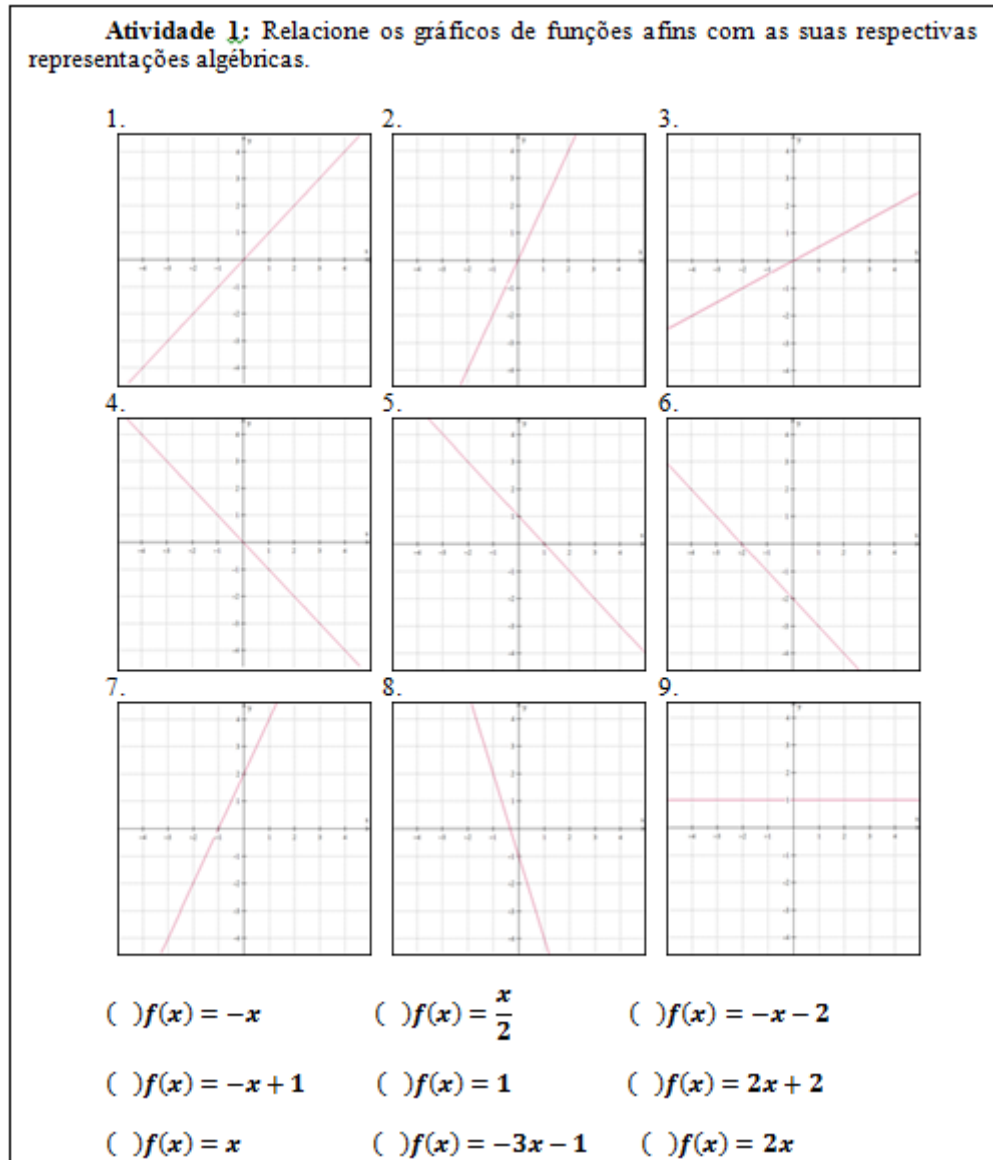 Atividade 1: Relacione os gráficos de funções afins com as suas respectivas
representações algébricas.
1. 2. 3.
4. 5. 6.
7. 8. 9.
( )f(x) = −x ( )f(x) = x/2 ( )f(x) = −x − 2
( )f(x) = −x + 1 ( )f(x) = 1 ( )f(x) = 2x + 2
( )f(x) = x ( )f(x) = −3x − 1 ( )f(x) = 2x